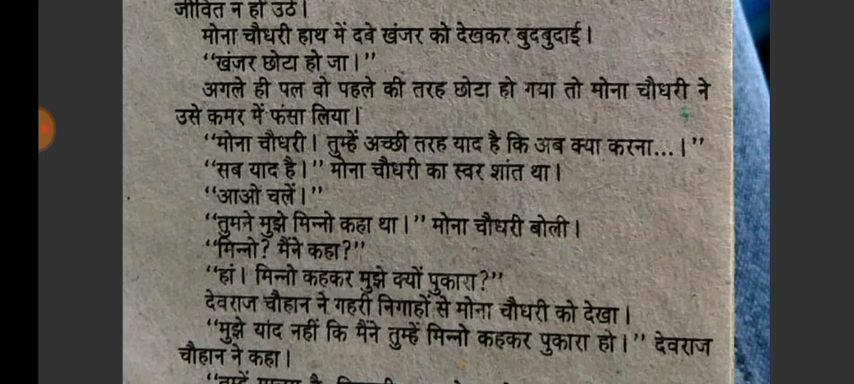 जीवित न हो उठे।
मोना चौधरी हाथ में दबे खंजर को देखकर बुदबुदाई।
‘‘खंजर छोटा हो जा।’’
अगले ही पल वो पहले की तरह छोटा हो गया तो मोना चौधरी ने
उसे कमर में फंसा लिया।
‘‘मोना चौधरी। तुम्हें अच्छी तरह याद है कि अब क्या करना...।’’
‘‘सब याद है।’’ मोना चौधरी का स्वर शांत था।
‘‘आओ चलें।’’
‘‘तुमने मुझे मिन्नो कहा था।’’ मोना चौधरी बोली।
‘‘मिन्नो? मैंने कहा?’’
‘‘हां। मिन्नो कहकर मुझे क्यों पुकारा?’’
देवराज चौहान ने गहरी निगाहों से मोना चौधरी को देखा।
‘‘मुझे यांद नहीं कि मैंने तुम्हें मिन्नो कहकर पुकारा हो।’’ देवराज
चौहान ने कहा।